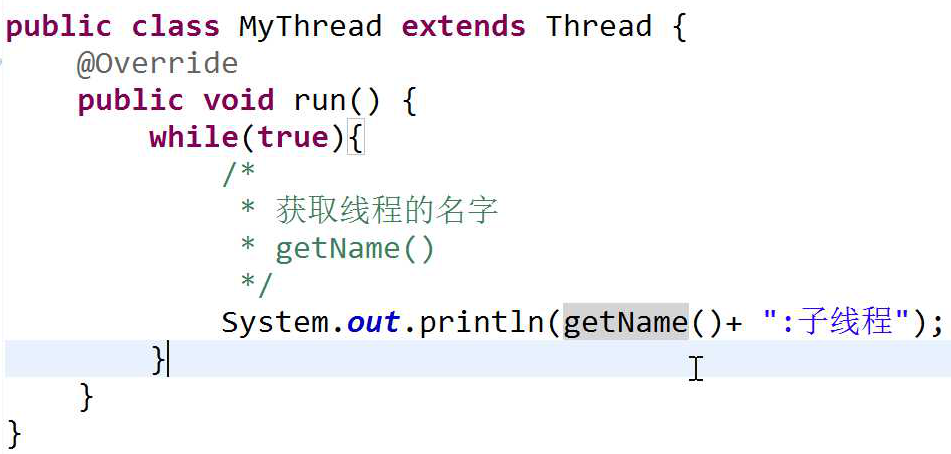 public class MyThread extends Thread {
    @Override
    public void run() {
        while(true){
            /*
             * 获取线程的名字
             * getName()
             */
            System.out.println(getName()+ ":子线程");
        }
    }
}